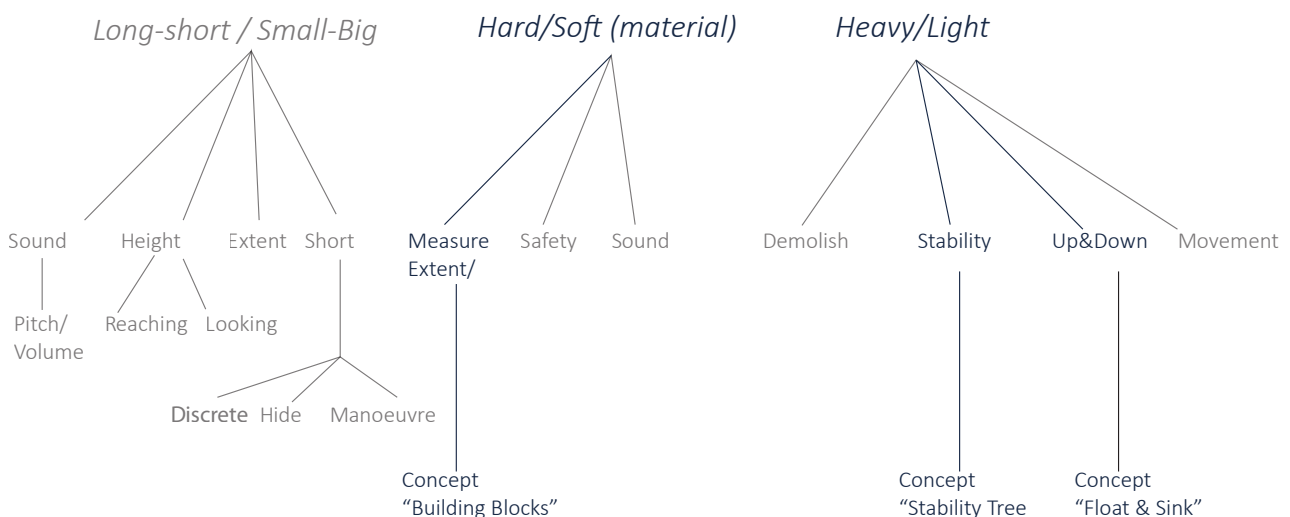 Long-short / Small-Big
Hard/Soft (material)
Heavy/Light
Sound
Height
Extent
Short
Measure
Extent/
Safety
Sound
Demolish
Stability
Up&Down
Movement
Pitch/
Volume
Reaching
Looking
Discrete
Hide
Manoeuvre
Concept
“Building Blocks”
Concept
“Stability Tree
Concept
“Float & Sink”